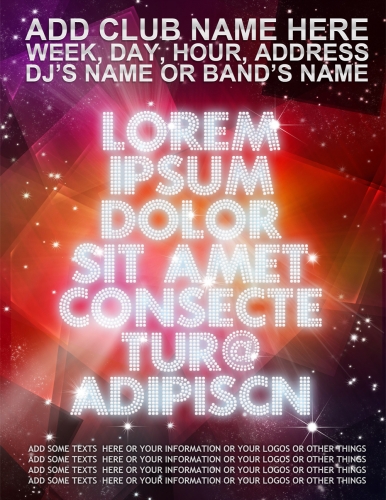 ADD CLUB NAME HERE
WEEK, DAY, HOUR, ADDRESS
DJ'S NAME OR BAND'S NAME
LOREM
IPSUM
DOLOR
SIT AMET
CONSECTE
TUR@
ADIPISCN
ADD SOME TEXTS HERE OR YOUR INFORMATION OR YOUR LOGOS OR OTHER THINGS
ADD SOME TEXTS HERE OR YOUR INFORMATION OR YOUR LOGOS OR OTHER THINGS
ADD SOME TEXTS HERE OR YOUR INFORMATION OR YOUR LOGOS OR OTHER THINGS
ADD SOME TEXTS HERE OR YOUR INFORMATION OR YOUR LOGOS OR OTHER THINGS